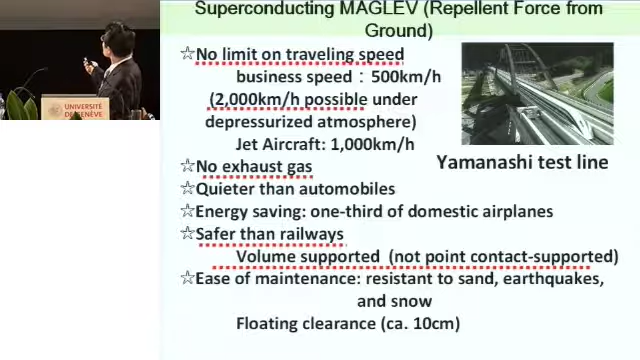 Superconducting MAGLEV (Repellent Force from
Ground)
☆No limit on traveling speed
business speed：500km/h
(2,000km/h possible under
depressurized atmosphere)
Jet Aircraft: 1,000km/h
☆No exhaust gas
Yamanashi test line
☆Quieter than automobiles
☆Energy saving: one-third of domestic airplanes
☆Safer than railways
Volume supported (not point contact-supported)
☆Ease of maintenance: resistant to sand, earthquakes,
and snow
Floating clearance (ca. 10cm)
UNIVERSITÉ
DE GENÈVE